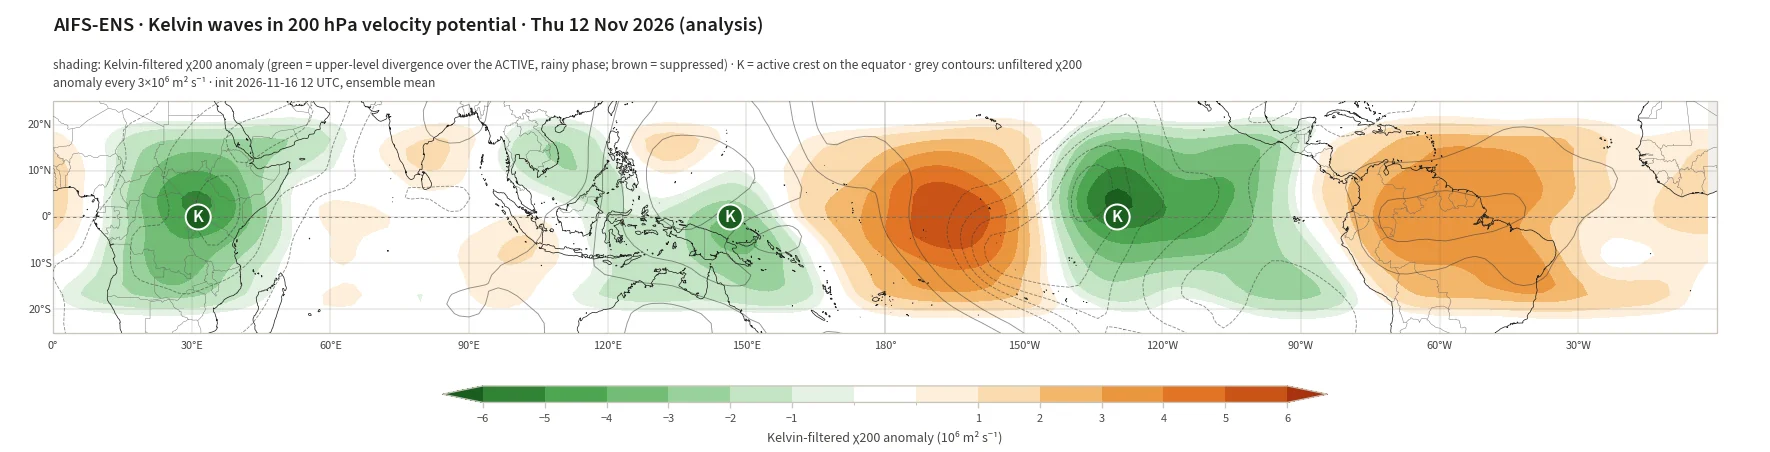 AIFS-ENS · Kelvin waves in 200 hPa velocity potential · Thu 12 Nov 2026 (analysis)
shading: Kelvin-filtered χ200 anomaly (green = upper-level divergence over the ACTIVE, rainy phase; brown = suppressed) · K = active crest on the equator · grey contours: unfiltered χ200
anomaly every 3×10⁶ m² s⁻¹ · init 2026-11-16 12 UTC, ensemble mean
20°N
10°N
0°
10°S
20°S
K K K
0° 30°E 60°E 90°E 120°E 150°E 180° 150°W 120°W 90°W 60°W 30°W
−6 −5 −4 −3 −2 −1 1 2 3 4 5 6
Kelvin-filtered χ200 anomaly (10⁶ m² s⁻¹)